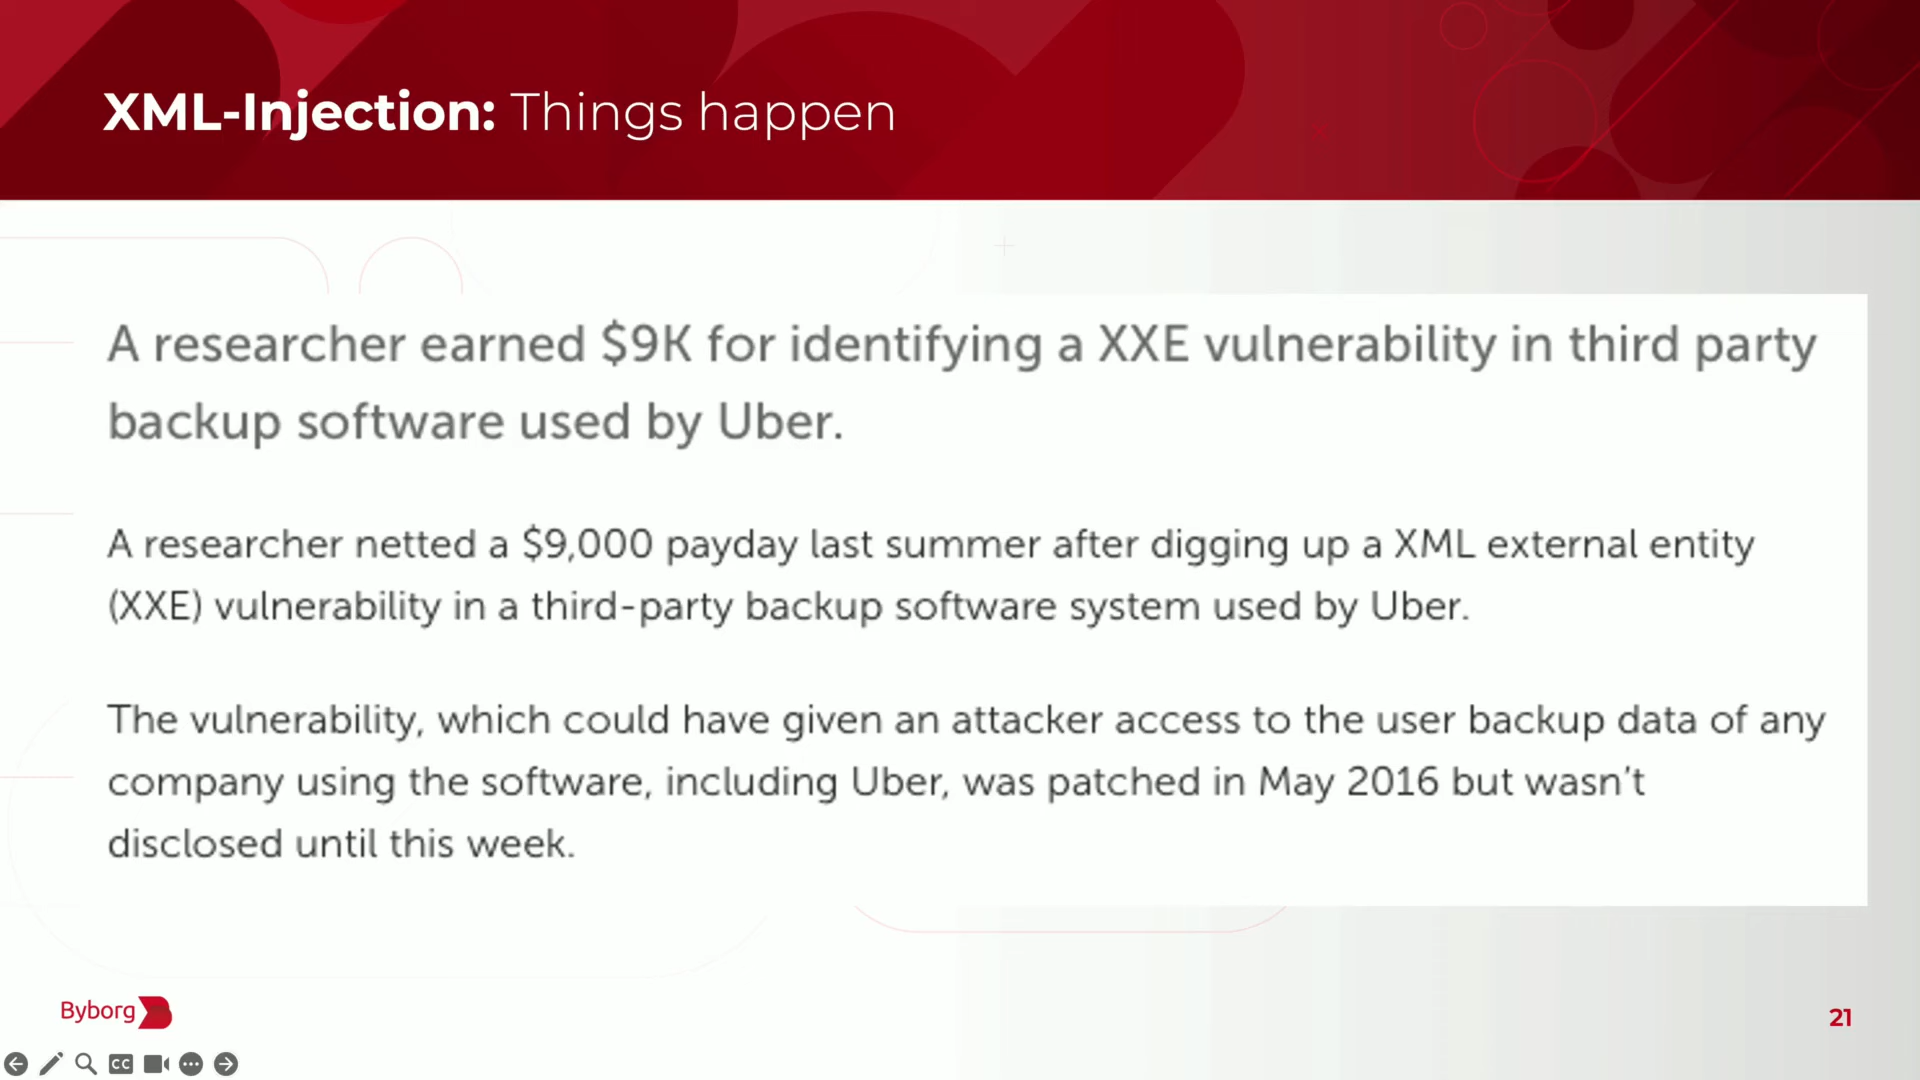 XML-Injection: Things happen
A researcher earned $9K for identifying a XXE vulnerability in third party
backup software used by Uber.
A researcher netted a $9,000 payday last summer after digging up a XML external entity
(XXE) vulnerability in a third-party backup software system used by Uber.
The vulnerability, which could have given an attacker access to the user backup data of any
company using the software, including Uber, was patched in May 2016 but wasn't
disclosed until this week.
Byborg
21
CC